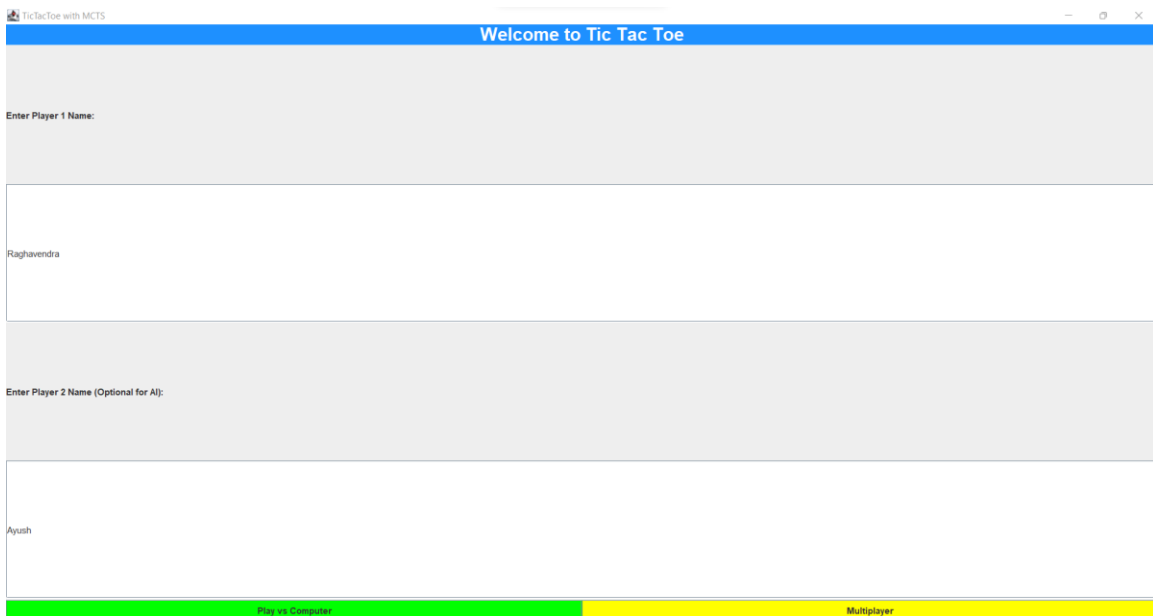 TicTacToe with MCTS
Welcome to Tic Tac Toe
Enter Player 1 Name:
Raghavendra
Enter Player 2 Name (Optional for AI):
Ayush
Play vs Computer
Multiplayer